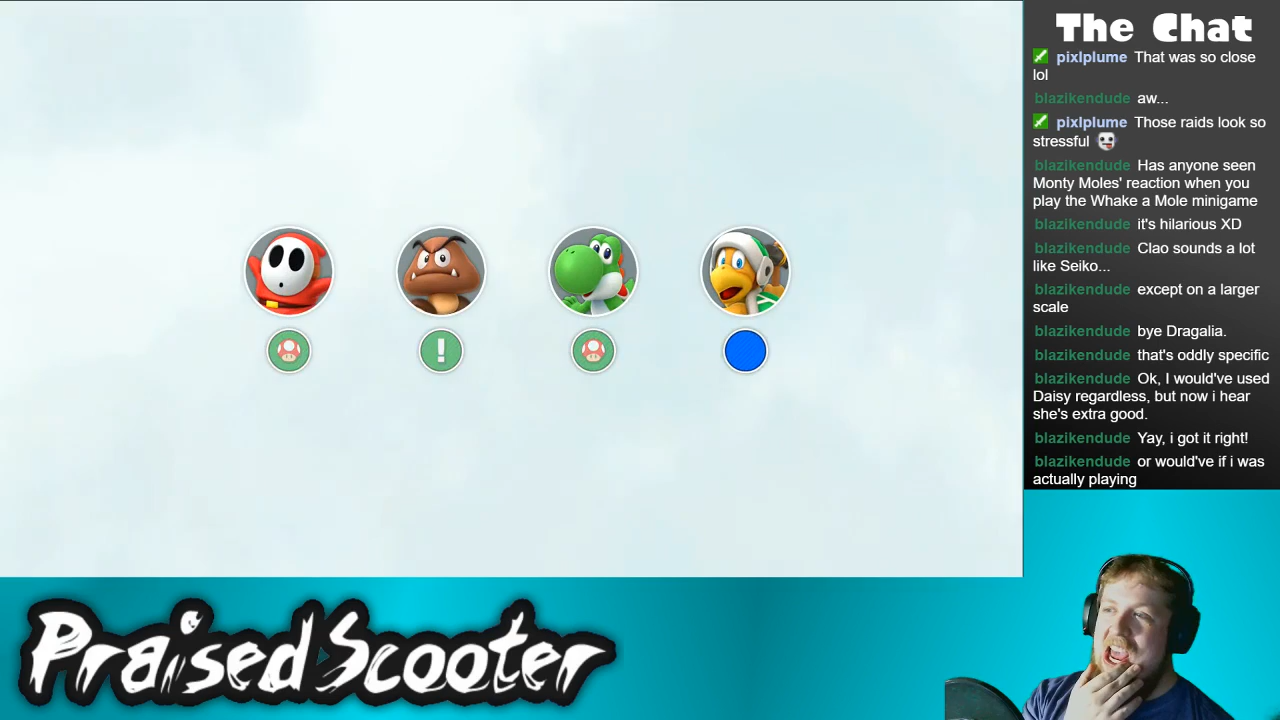 The Chat
pixlplume That was so close
lol
blazikendude aw...
pixlplume Those raids look so
stressful
blazikendude Has anyone seen
Monty Moles' reaction when you
play the Whake a Mole minigame
blazikendude it's hilarious XD
blazikendude Clao sounds a lot
like Seiko...
blazikendude except on a larger
scale
blazikendude bye Dragalia.
blazikendude that's oddly specific
blazikendude Ok, I would've used
Daisy regardless, but now i hear
she's extra good.
blazikendude Yay, i got it right!
blazikendude or would've if i was
actually playing
!
Praised Scooter